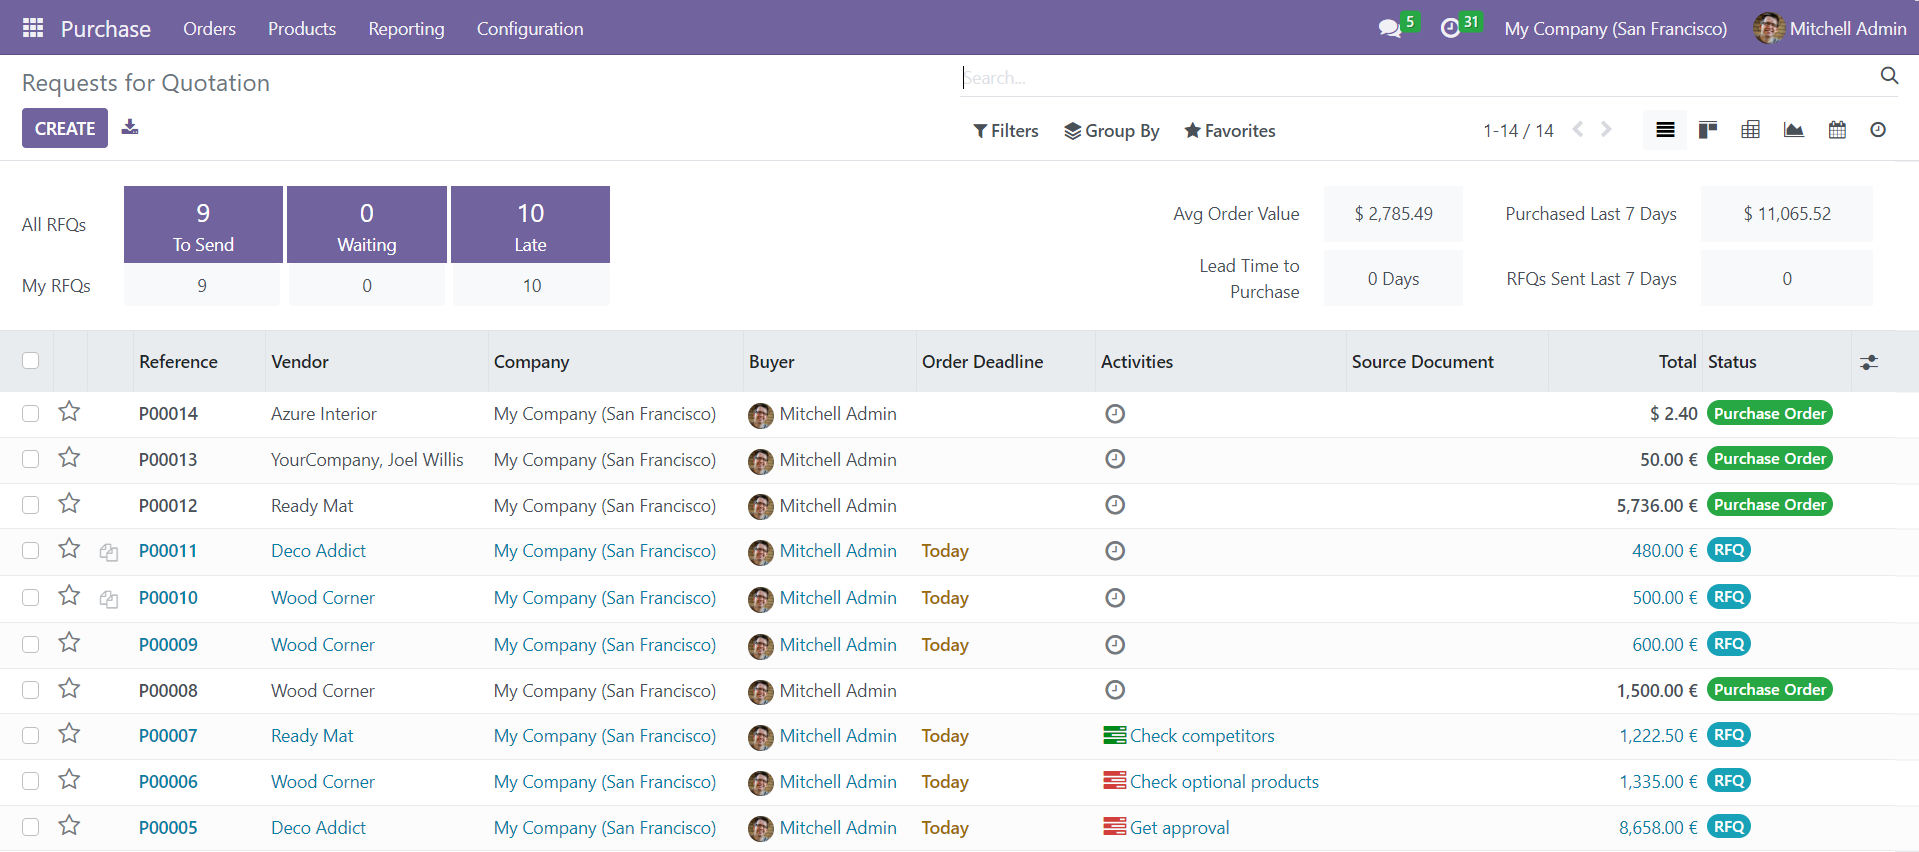 Purchase Orders Products Reporting Configuration 5 31 My Company (San Francisco) Mitchell Admin
Requests for Quotation
Search...
CREATE
Filters Group By Favorites 1-14 / 14
All RFQs 9 To Send 0 Waiting 10 Late
My RFQs 9 0 10
Avg Order Value $ 2,785.49 Purchased Last 7 Days $ 11,065.52
Lead Time to
Purchase 0 Days RFQs Sent Last 7 Days 0
Reference Vendor Company Buyer Order Deadline Activities Source Document Total Status
P00014 Azure Interior My Company (San Francisco) Mitchell Admin $ 2.40 Purchase Order
P00013 YourCompany, Joel Willis My Company (San Francisco) Mitchell Admin 50.00 € Purchase Order
P00012 Ready Mat My Company (San Francisco) Mitchell Admin 5,736.00 € Purchase Order
P00011 Deco Addict My Company (San Francisco) Mitchell Admin Today 480.00 € RFQ
P00010 Wood Corner My Company (San Francisco) Mitchell Admin Today 500.00 € RFQ
P00009 Wood Corner My Company (San Francisco) Mitchell Admin Today 600.00 € RFQ
P00008 Wood Corner My Company (San Francisco) Mitchell Admin 1,500.00 € Purchase Order
P00007 Ready Mat My Company (San Francisco) Mitchell Admin Today Check competitors 1,222.50 € RFQ
P00006 Wood Corner My Company (San Francisco) Mitchell Admin Today Check optional products 1,335.00 € RFQ
P00005 Deco Addict My Company (San Francisco) Mitchell Admin Today Get approval 8,658.00 € RFQ